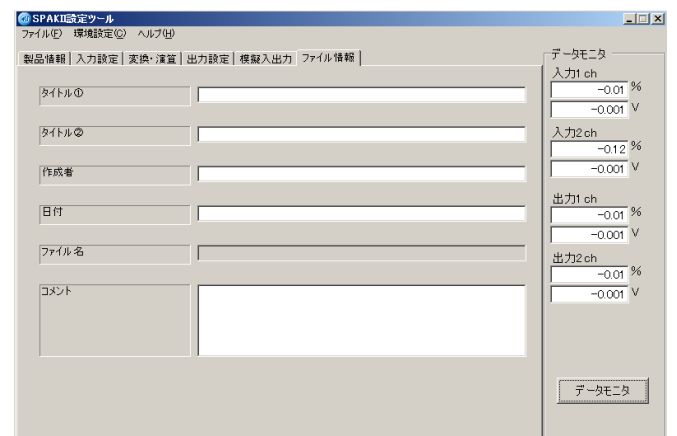 SPAKⅡ設定ツール
ファイル(F) 環境設定(C) ヘルプ(H)
製品情報 入力設定 変換・演算 出力設定 模擬入出力 ファイル情報
タイトル①
タイトル②
作成者
日付
ファイル名
コメント
データモニタ
入力1 ch
-0.01 %
-0.001 V
入力2 ch
-0.12 %
-0.001 V
出力1 ch
-0.01 %
-0.001 V
出力2 ch
-0.01 %
-0.001 V
データモニタ